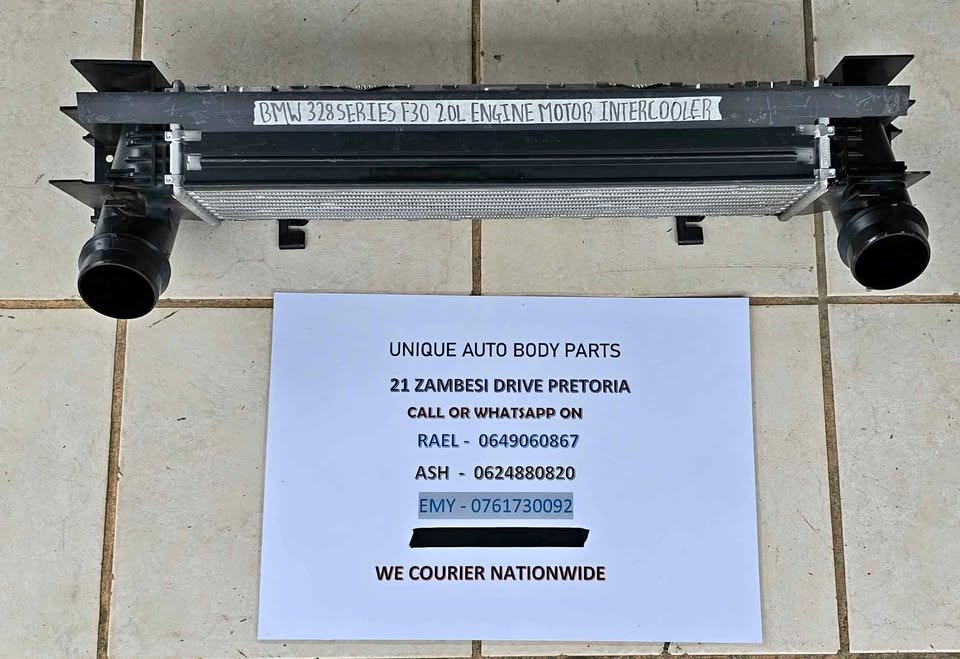 BMW 328 SERIES F30 2.0L ENGINE MOTOR INTERCOOLER
UNIQUE AUTO BODY PARTS
21 ZAMBESI DRIVE PRETORIA
CALL OR WHATSAPP ON
RAEL - 0649060867
ASH - 0624880820
EMY - 0761730092
WE COURIER NATIONWIDE